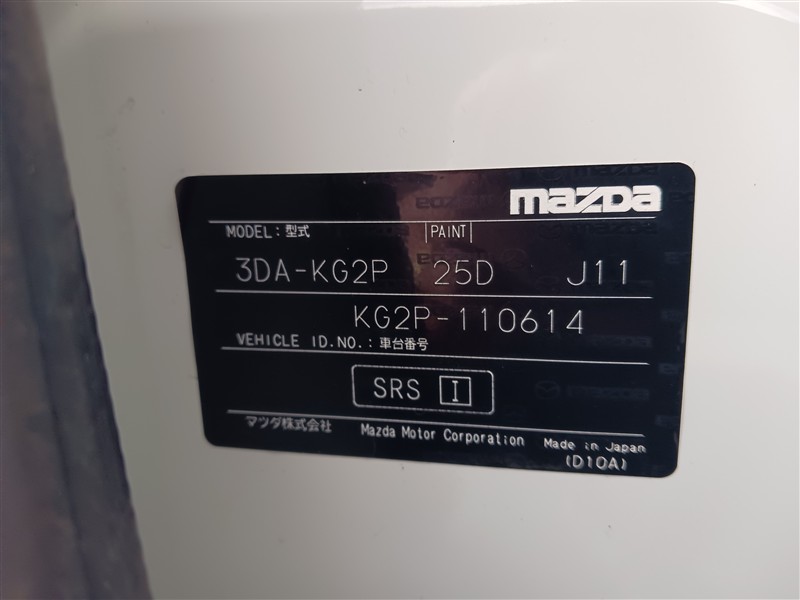 mazda
MODEL：型式 PAINT
3DA-KG2P 25D J11
KG2P-110614
VEHICLE ID.NO.：車台番号
SRS I
マツダ株式会社 Mazda Motor Corporation Made in Japan
(D10A)